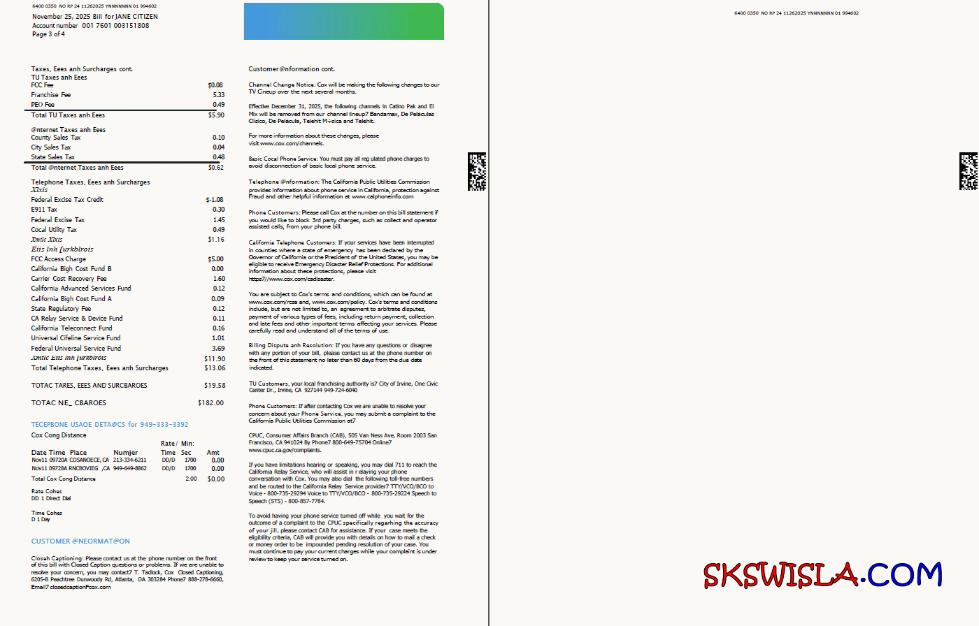 6400 0350 NO RP 24 11262025 YNNNNNNN 01 994602
November 25, 2025 Bill for JANE CITIZEN
Account number 001 7601 003151808
Page 3 of 4
Taxes, Ees anh Surcharges cont.
TU Taxes anh Eees
FCC Fee $0.08
Franchise Fee 5.33
PEO Fee 0.49
Total TU Taxes anh Eees $5.90
@nternet Taxes anh Eees
County Sales Tax 0.10
City Sales Tax 0.04
State Sales Tax 0.48
Total @nternet Taxes anh Eees $0.62
Telephone Taxes, Eees anh Surcharges
Federal Excise Tax Credit $-1.08
E911 Tax 0.30
Federal Excise Tax 1.45
Cocal Utility Tax 0.49
$1.16
FCC Access Charge $5.00
California Bigh Cost Fund B 0.00
Carrier Cost Recovery Fee 1.60
California Advanced Services Fund 0.12
California Bigh Cost Fund A 0.09
State Regulatory Fee 0.12
CA Relay Service & Device Fund 0.11
California Teleconnect Fund 0.16
Universal Cifeline Service Fund 1.01
Federal Universal Service Fund 3.69
$11.90
Total Telephone Taxes, Eees anh Surcharges $13.06
TOTAC TARES, EEES AND SURCBAROES $19.58
TOTAC NE_ CBAROES $182.00
TECEPBONE USAOE DETA@CS for 949-333-3392
Cox Cong Distance
Rate/ Min:
Date Time Place Numjer Time Sec Amt
Nov11 09720A COSANOECE, CA 213-334-6211 DD/D 1700 0.00
Nov11 09728A RNCBOVIEG ,CA 949-649-8862 DD/D 1700 0.00
Total Cox Cong Distance 2:00 $0.00
Rate Cohes
DD 1 Direct Dial
Time Cohes
D 1 Day
CUSTOMER @NEORMAT@ON
Closah Captioning: Please contact us at the phone number on the front
of this bill with Closed Caption questions or problems. If we are unable to
resolve your concern, you may contact? T. Tadlock, Cox Closed Captioning,
6205-B Peachtree Dunwoody Rd, Atlanta, OA 303284 Phone? 888-278-6660,
Email? closedcaption@cox.com
Customer @nformation cont.
Channel Change Notice: Cox will be making the following changes to our
TV Cineup over the next several months.
Effective December 31, 2025, the following channels in Catino Pak and El
Mix will be removed from our channel lineup? Bandamax, De Peliculas
Clizico, De Pelacula, Telehit M÷sica and Telehit.
For more information about these changes, please
visit www.cox.com/channels.
Basic Cocal Phone Service: You must pay all reg ulated phone charges to
avoid disconnection of basic local phone service.
Telephone @nformation: The California Public Utilities Commission
provides information about phone service in California, protection against
Fraud and other helpful information at www.calphoneinfo.com
Phone Customers: Please call Cox at the number on this bill statement if
you would like to block 3rd party charges, such as collect and operator
assisted calls, from your phone bill.
California Telephone Customers: If your services have been interrupted
in counties where a state of emergency has been declared by the
Oovernor of California or the President of the United States, you may be
eligible to receive Emergency Disaster Relief Protections. For additional
information about these protections, please visit
https?//www.cox.com/cadisaster.
You are subject to Cox's terms and conditions, which can be found at
www.cox.com/rcsa and, www.cox.com/policy. Cox's terms and conditions
include, but are not limited to, an agreement to arbitrate disputes,
payment of various types of fees, including return payment, collection
and late fees and other important terms affecting your services. Please
carefully read and understand all of the terms of use.
Billing Dispute anh Resolution: If you have any questions or disagree
with any portion of your bill, please contact us at the phone number on
the front of this statement no later than 60 days from the due date
indicated.
TU Customers, your local franchising authority is? City of Irvine, One Civic
Center Dr., Irvine, CA 927144 949-724-6040
Phone Customers: If after contacting Cox we are unable to resolve your
concern about your Phone Service, you may submit a complaint to the
California Public Utilities Commission at?
CPUC, Consumer Affairs Branch (CAB), 505 Van Ness Ave, Room 2003 San
Francisco, CA 941024 By Phone? 800-649-75704 Online?
www.cpuc.ca.gov/complaints.
If you have limitations hearing or speaking, you may dial 711 to reach the
California Relay Service, who will assist in r elaying your phone
conversation with Cox. You may also dial the following toll-free numbers
and be routed to the California Relay Service provider? TTY/VCO/BCO to
Voice - 800-735-29294 Voice to TTY/VCO/BCO - 800-735-29224 Speech to
Speech (STS) - 800-857-7784.
To avoid having your phone service turned off while you wait for the
outcome of a complaint to the CPUC specifically regarhing the accuracy
of your jill, please contact CAB for assistance. If your case meets the
eligibility criteria, CAB will provide you with details on how to mail a check
or money order to be impounded pending resolution of your case. You
must continue to pay your current charges while your complaint is under
review to keep your service turned on.
6400 0350 NO RP 24 11262025 YNNNNNNN 01 994602
SKSWISLA.COM